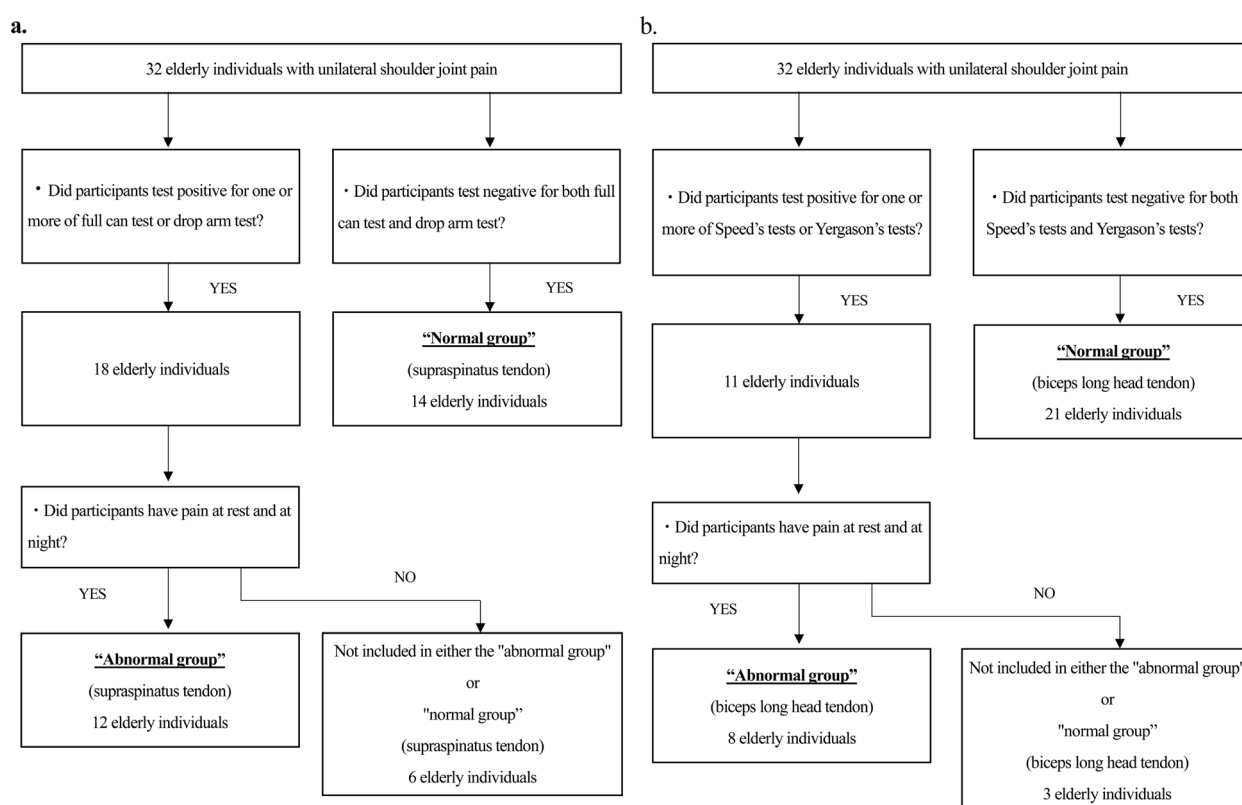 a.
32 elderly individuals with unilateral shoulder joint pain
・Did participants test positive for one or
more of full can test or drop arm test?
・Did participants test negative for both full
can test and drop arm test?
YES
YES
18 elderly individuals
“Normal group”
(supraspinatus tendon)
14 elderly individuals
・Did participants have pain at rest and at
night?
YES
NO
“Abnormal group”
(supraspinatus tendon)
12 elderly individuals
Not included in either the "abnormal group"
or
"normal group”
(supraspinatus tendon)
6 elderly individuals
b.
32 elderly individuals with unilateral shoulder joint pain
・Did participants test positive for one or
more of Speed’s tests or Yergason’s tests?
・Did participants test negative for both
Speed’s tests and Yergason’s tests?
YES
YES
11 elderly individuals
“Normal group”
(biceps long head tendon)
21 elderly individuals
・Did participants have pain at rest and at
night?
YES
NO
“Abnormal group”
(biceps long head tendon)
8 elderly individuals
Not included in either the "abnormal group"
or
"normal group”
(biceps long head tendon)
3 elderly individuals